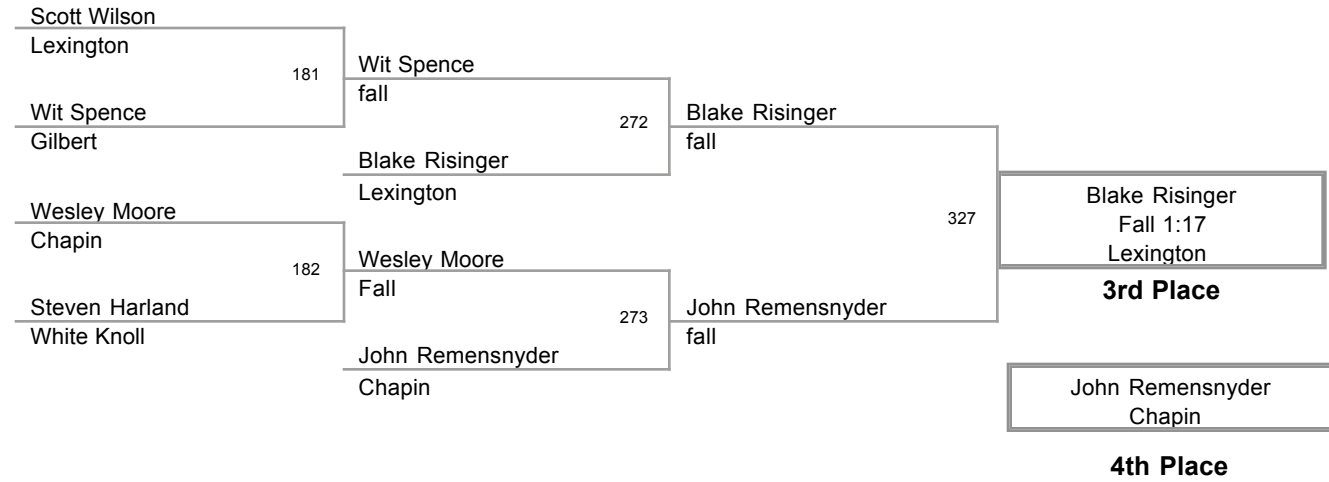 Scott Wilson
Lexington
181
Wit Spence
Gilbert
Wit Spence
fall
272
Blake Risinger
Lexington
Blake Risinger
fall
Wesley Moore
Chapin
182
Steven Harland
White Knoll
Wesley Moore
Fall
273
John Remensnyder
Chapin
John Remensnyder
fall
327
Blake Risinger
Fall 1:17
Lexington
3rd Place
John Remensnyder
Chapin
4th Place